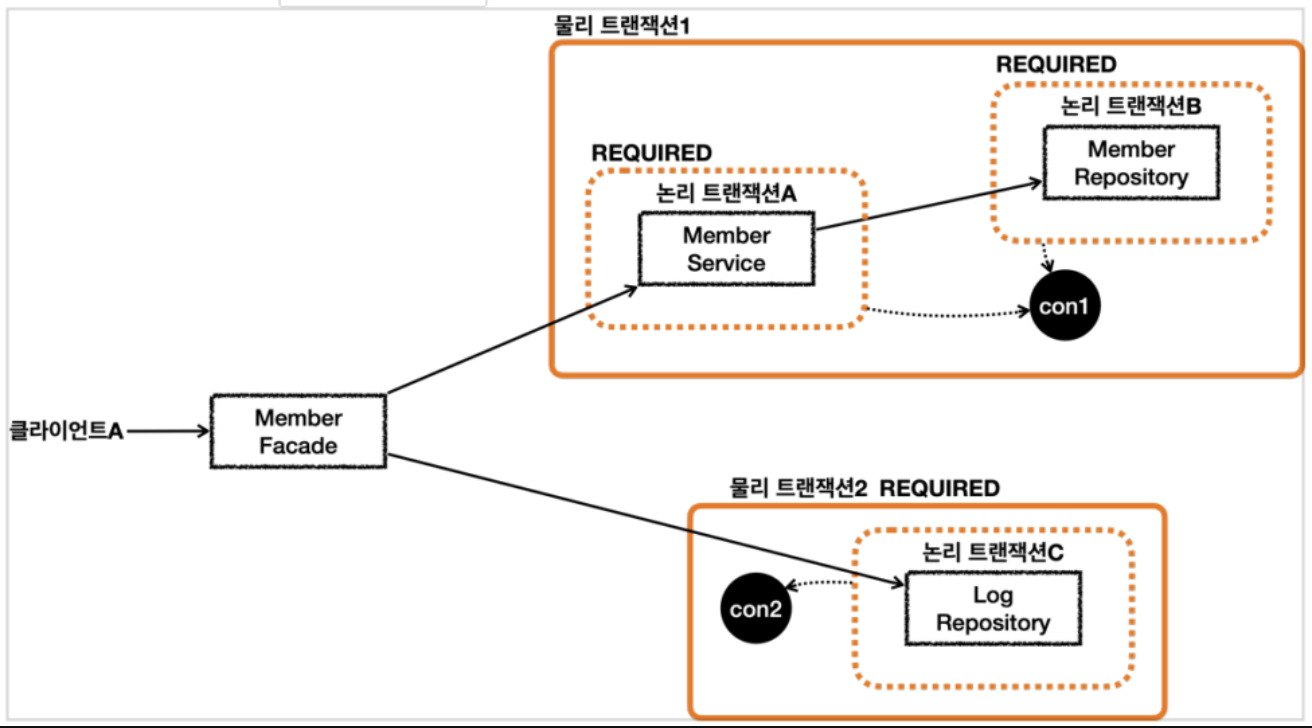 물리 트랜잭션1
REQUIRED
논리 트랜잭션B
Member
Repository
REQUIRED
논리 트랜잭션A
Member
Service
con1
클라이언트A
Member
Facade
물리 트랜잭션2 REQUIRED
논리 트랜잭션C
con2
Log
Repository